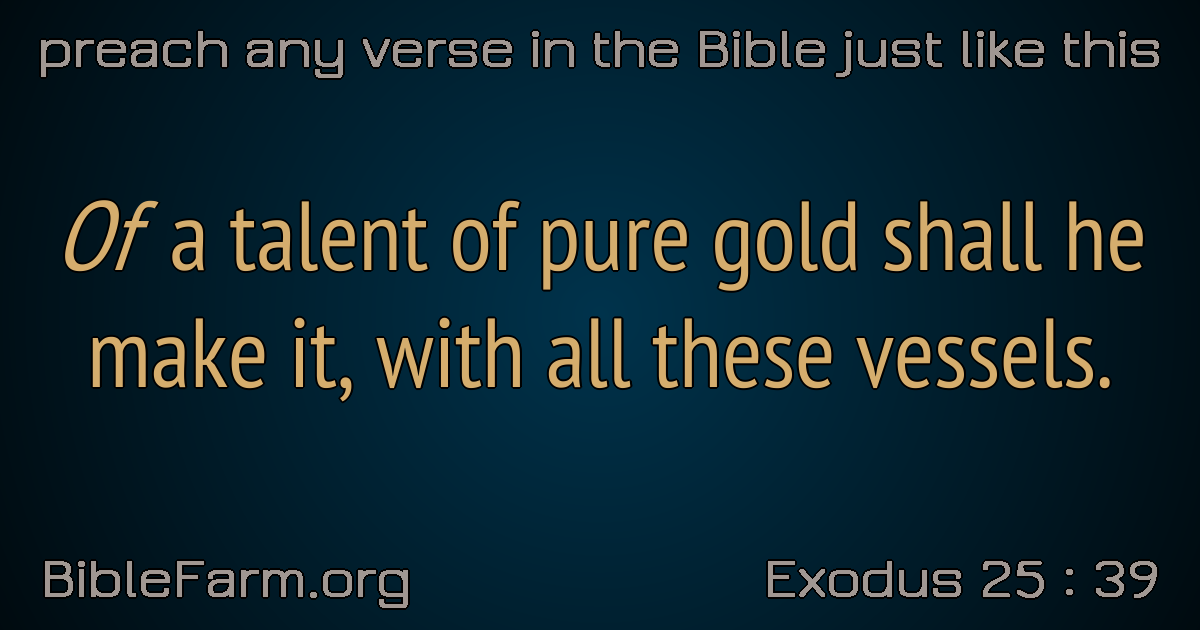 preach any verse in the Bible just like this
Of a talent of pure gold shall he
make it, with all these vessels.
BibleFarm.org
Exodus 25 : 39